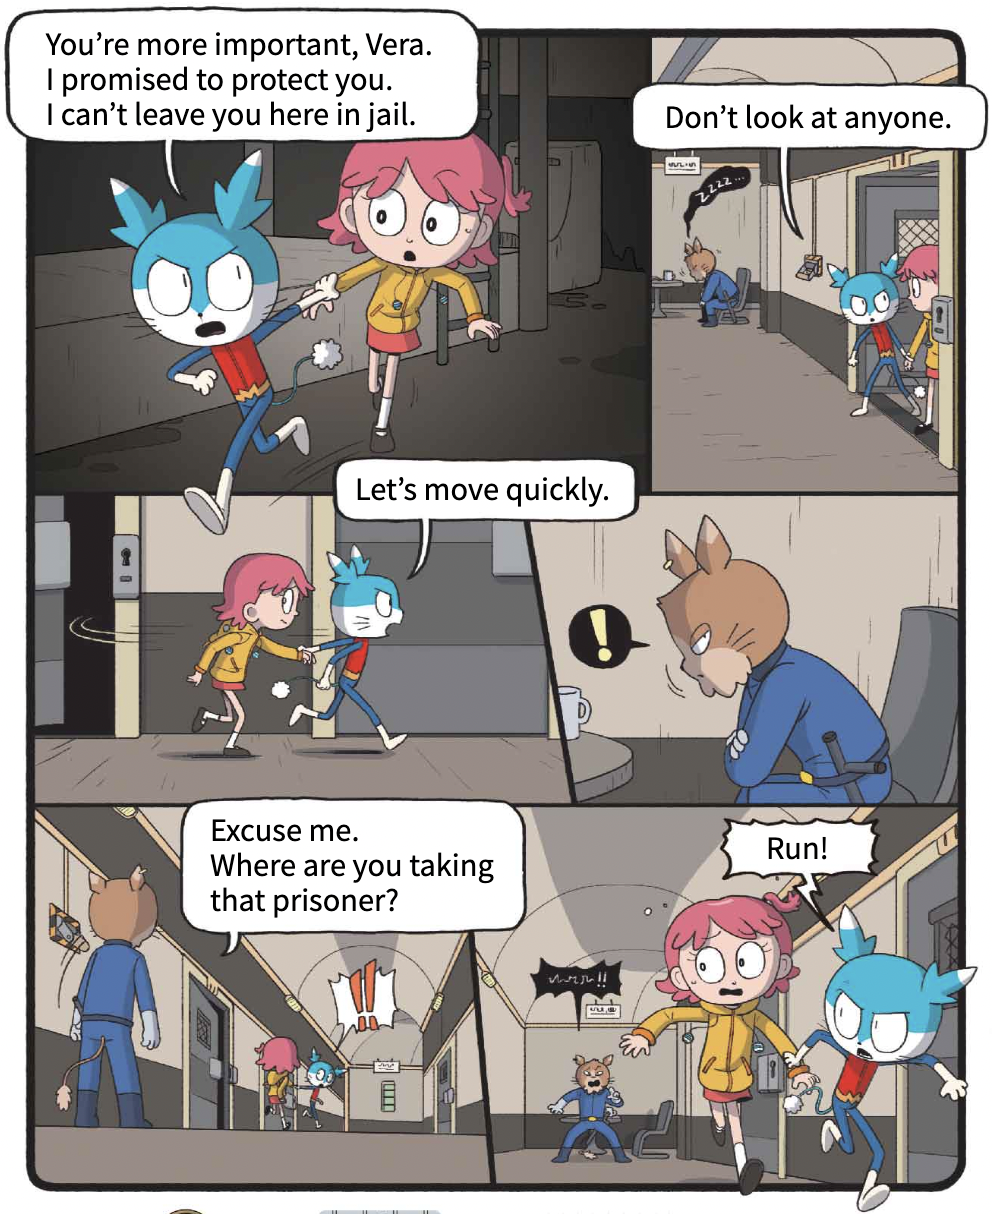 You’re more important, Vera.
I promised to protect you.
I can’t leave you here in jail.
Don’t look at anyone.
ZZZZ...
Let’s move quickly.
!
Excuse me.
Where are you taking
that prisoner?
!!
Run!
!!